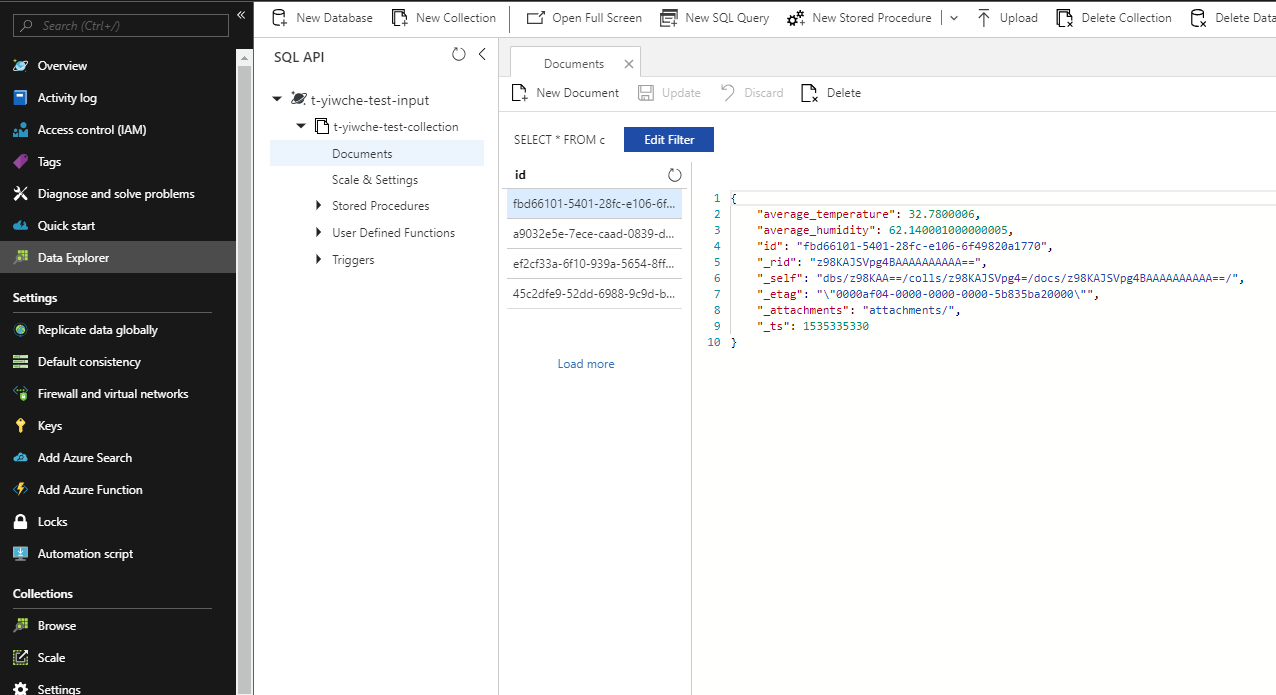 Search (Ctrl+/)
«
Overview
Activity log
Access control (IAM)
Tags
Diagnose and solve problems
Quick start
Data Explorer
Settings
Replicate data globally
Default consistency
Firewall and virtual networks
Keys
Add Azure Search
Add Azure Function
Locks
Automation script
Collections
Browse
Scale
Settings
New Database
New Collection
Open Full Screen
New SQL Query
New Stored Procedure
Upload
Delete Collection
Delete Data
SQL API
t-yiwche-test-input
t-yiwche-test-collection
Documents
Scale & Settings
Stored Procedures
User Defined Functions
Triggers
Documents
New Document
Update
Discard
Delete
SELECT * FROM c
Edit Filter
id
fbd66101-5401-28fc-e106-6f...
a9032e5e-7ece-caad-0839-d...
ef2cf33a-6f10-939a-5654-8ff...
45c2dfe9-52dd-6988-9c9d-b...
Load more
1 {
2 "average_temperature": 32.7800006,
3 "average_humidity": 62.140001000000005,
4 "id": "fbd66101-5401-28fc-e106-6f49820a1770",
5 "_rid": "z98KAJSVpg4BAAAAAAAAAA==",
6 "_self": "dbs/z98KAA==/colls/z98KAJSVpg4=/docs/z98KAJSVpg4BAAAAAAAAAA==/",
7 "_etag": "\"0000af04-0000-0000-0000-5b835ba20000\"",
8 "_attachments": "attachments/",
9 "_ts": 1535335330
10 }